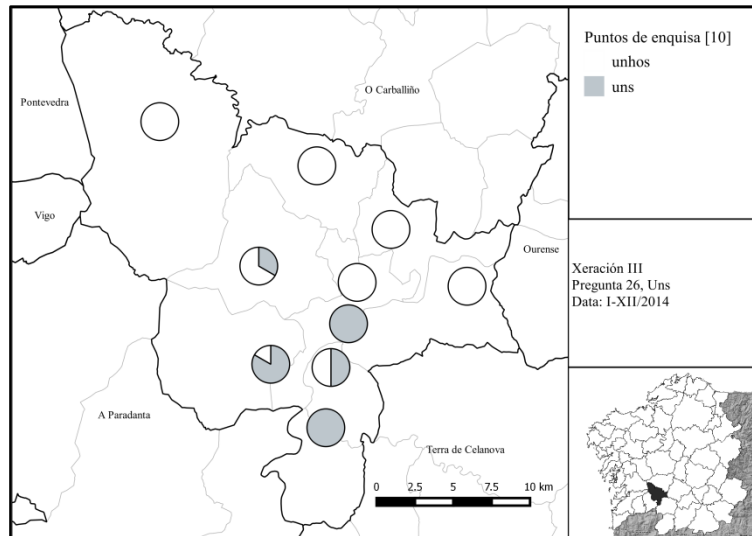 Puntos de enquisa [10]
unhos
uns
Xeración III
Pregunta 26, Uns
Data: I-XII/2014
Pontevedra
O Carballiño
Vigo
Ourense
A Paradanta
Terra de Celanova
0 2,5 5 7,5 10 km